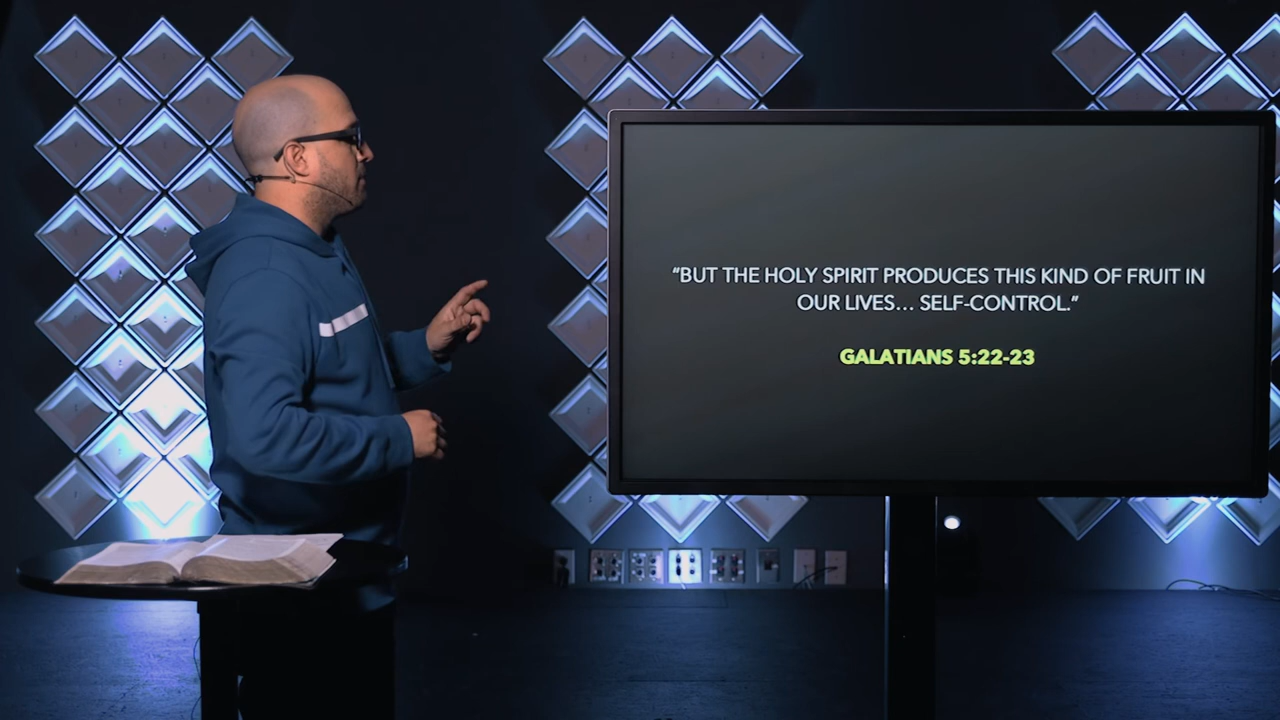 “BUT THE HOLY SPIRIT PRODUCES THIS KIND OF FRUIT IN
OUR LIVES... SELF-CONTROL.”
GALATIANS 5:22-23